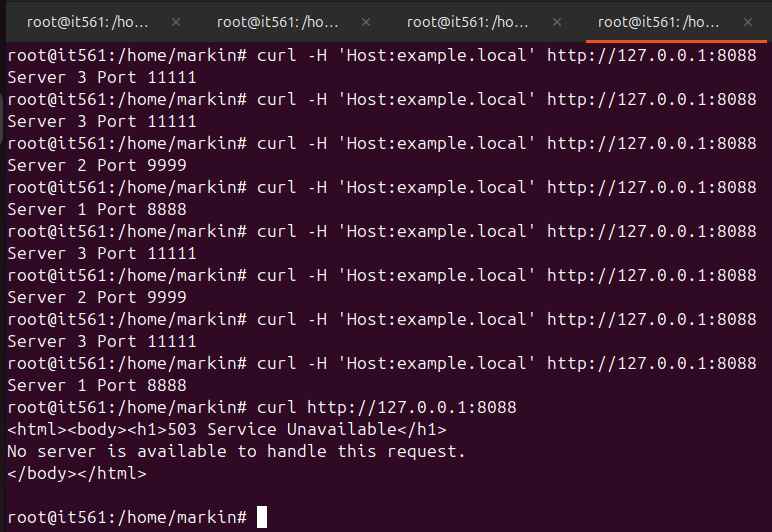 root@it561: /ho... × root@it561: /ho... × root@it561: /ho... × root@it561: /ho... ×
root@it561:/home/markin# curl -H 'Host:example.local' http://127.0.0.1:8088
Server 3 Port 11111
root@it561:/home/markin# curl -H 'Host:example.local' http://127.0.0.1:8088
Server 3 Port 11111
root@it561:/home/markin# curl -H 'Host:example.local' http://127.0.0.1:8088
Server 2 Port 9999
root@it561:/home/markin# curl -H 'Host:example.local' http://127.0.0.1:8088
Server 1 Port 8888
root@it561:/home/markin# curl -H 'Host:example.local' http://127.0.0.1:8088
Server 3 Port 11111
root@it561:/home/markin# curl -H 'Host:example.local' http://127.0.0.1:8088
Server 2 Port 9999
root@it561:/home/markin# curl -H 'Host:example.local' http://127.0.0.1:8088
Server 3 Port 11111
root@it561:/home/markin# curl -H 'Host:example.local' http://127.0.0.1:8088
Server 1 Port 8888
root@it561:/home/markin# curl http://127.0.0.1:8088
<html><body><h1>503 Service Unavailable</h1>
No server is available to handle this request.
</body></html>
root@it561:/home/markin#